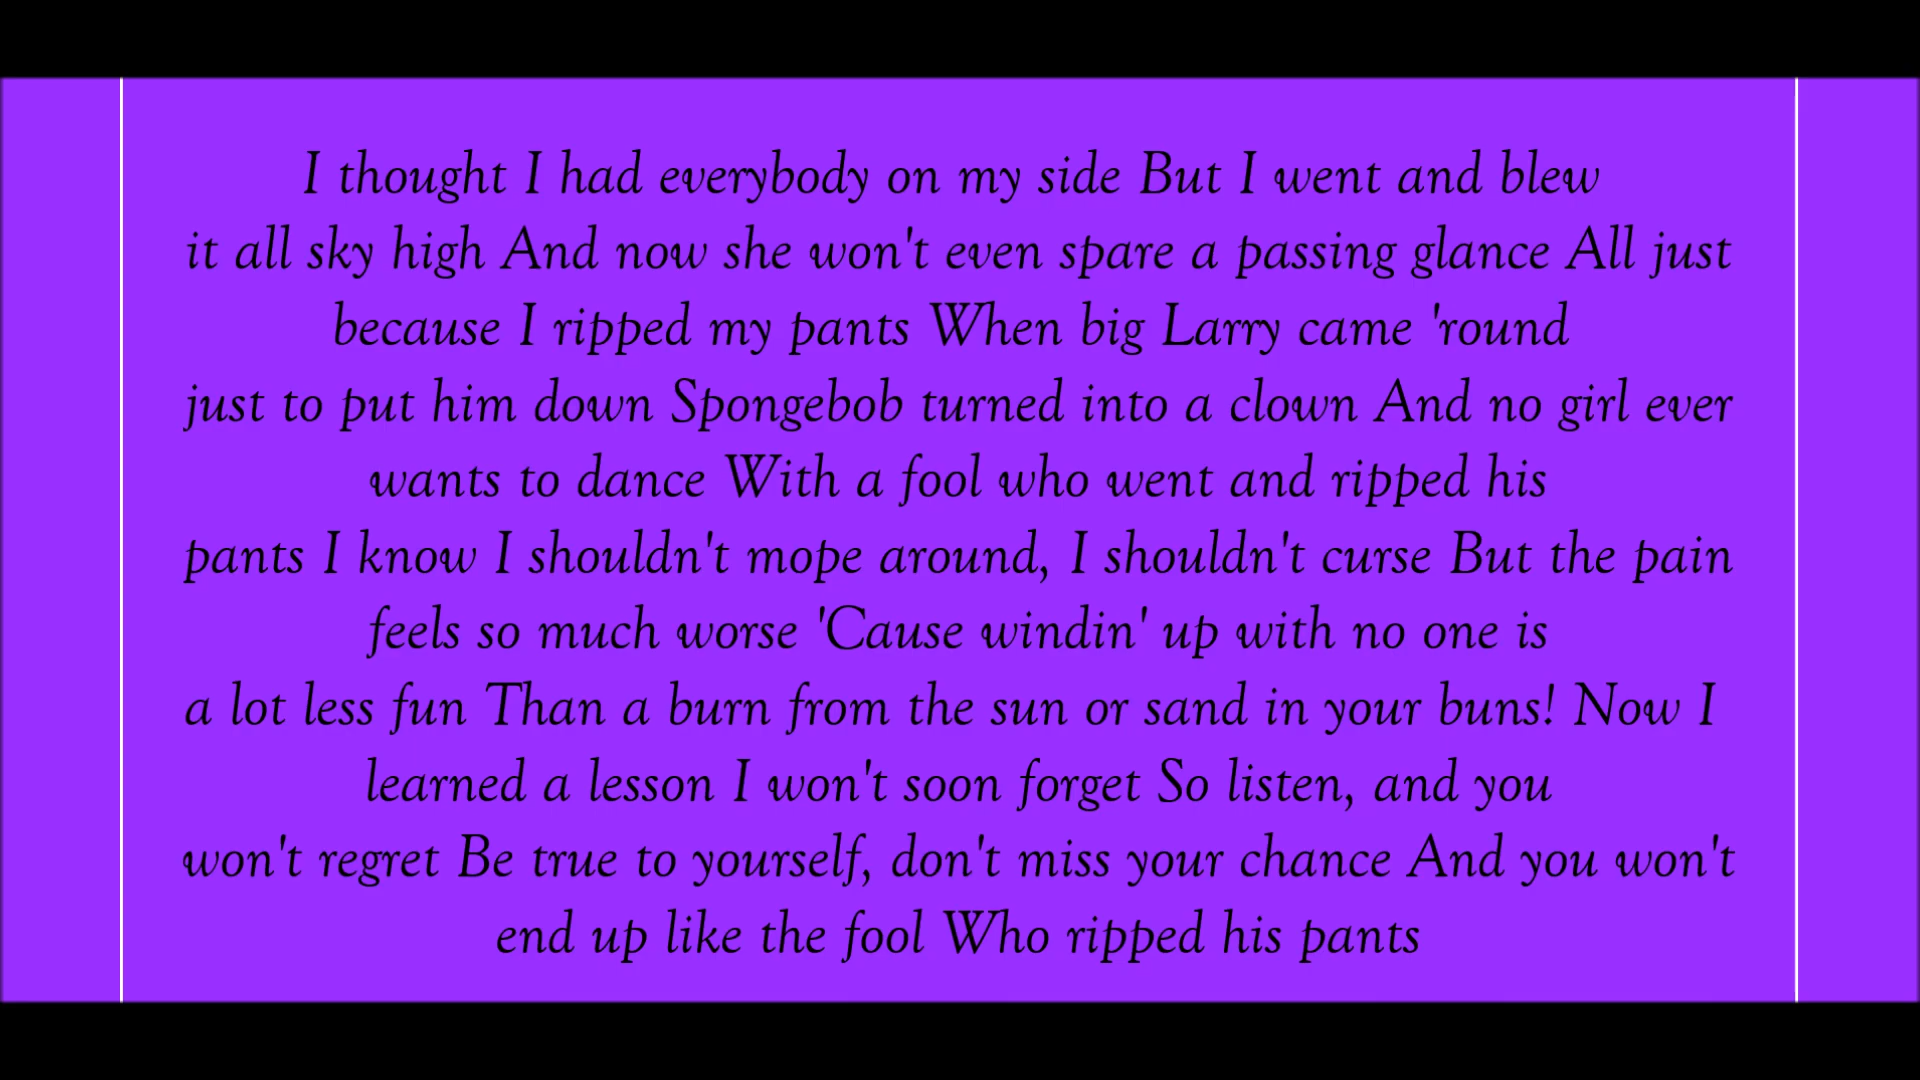 I thought I had everybody on my side But I went and blew
it all sky high And now she won't even spare a passing glance All just
because I ripped my pants When big Larry came 'round
just to put him down Spongebob turned into a clown And no girl ever
wants to dance With a fool who went and ripped his
pants I know I shouldn't mope around, I shouldn't curse But the pain
feels so much worse 'Cause windin' up with no one is
a lot less fun Than a burn from the sun or sand in your buns! Now I
learned a lesson I won't soon forget So listen, and you
won't regret Be true to yourself, don't miss your chance And you won't
end up like the fool Who ripped his pants